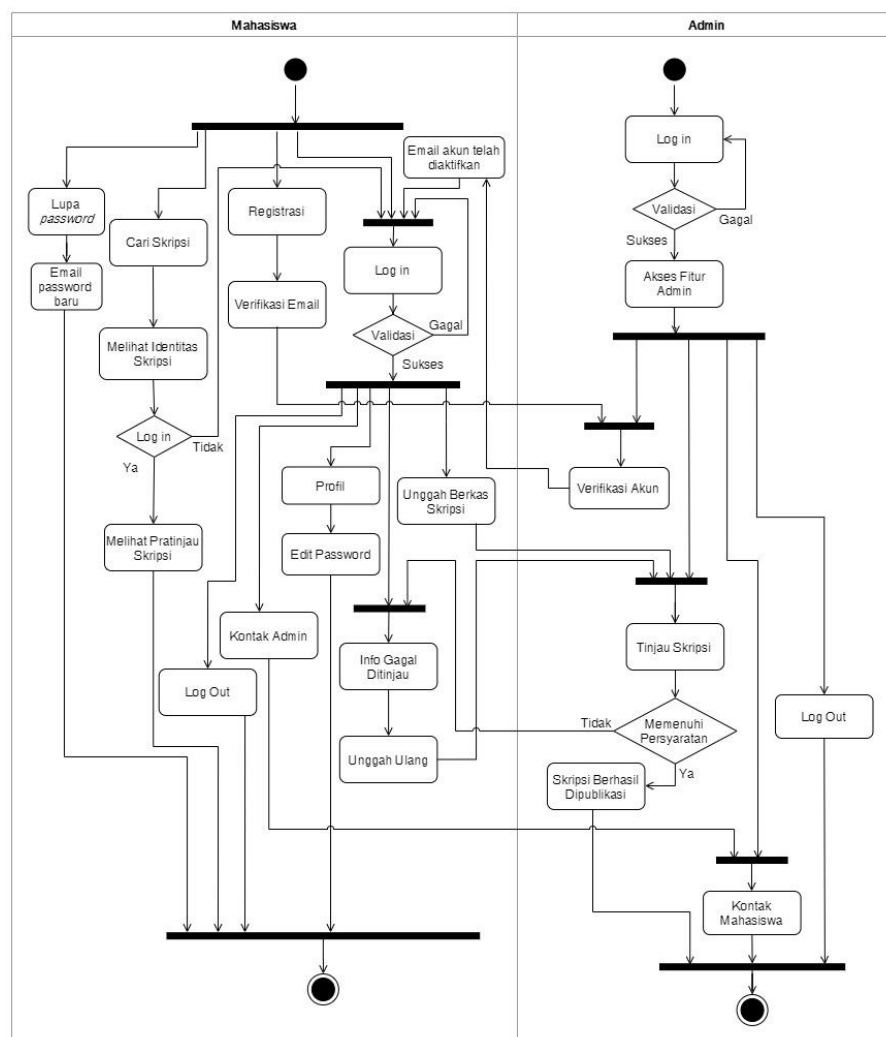 Mahasiswa
Admin
Email akun telah
diaktifkan
Log in
Lupa
password
Registrasi
Validasi
Gagal
Sukses
Cari Skripsi
Log in
Akses Fitur
Admin
Email
password
baru
Verifikasi Email
Validasi
Gagal
Sukses
Melihat Identitas
Skripsi
Log in
Tidak
Ya
Profil
Unggah Berkas
Skripsi
Verifikasi Akun
Melihat Pratinjau
Skripsi
Edit Password
Kontak Admin
Info Gagal
Ditinjau
Tinjau Skripsi
Log Out
Tidak
Memenuhi
Persyaratan
Log Out
Unggah Ulang
Ya
Skripsi Berhasil
Dipublikasi
Kontak
Mahasiswa